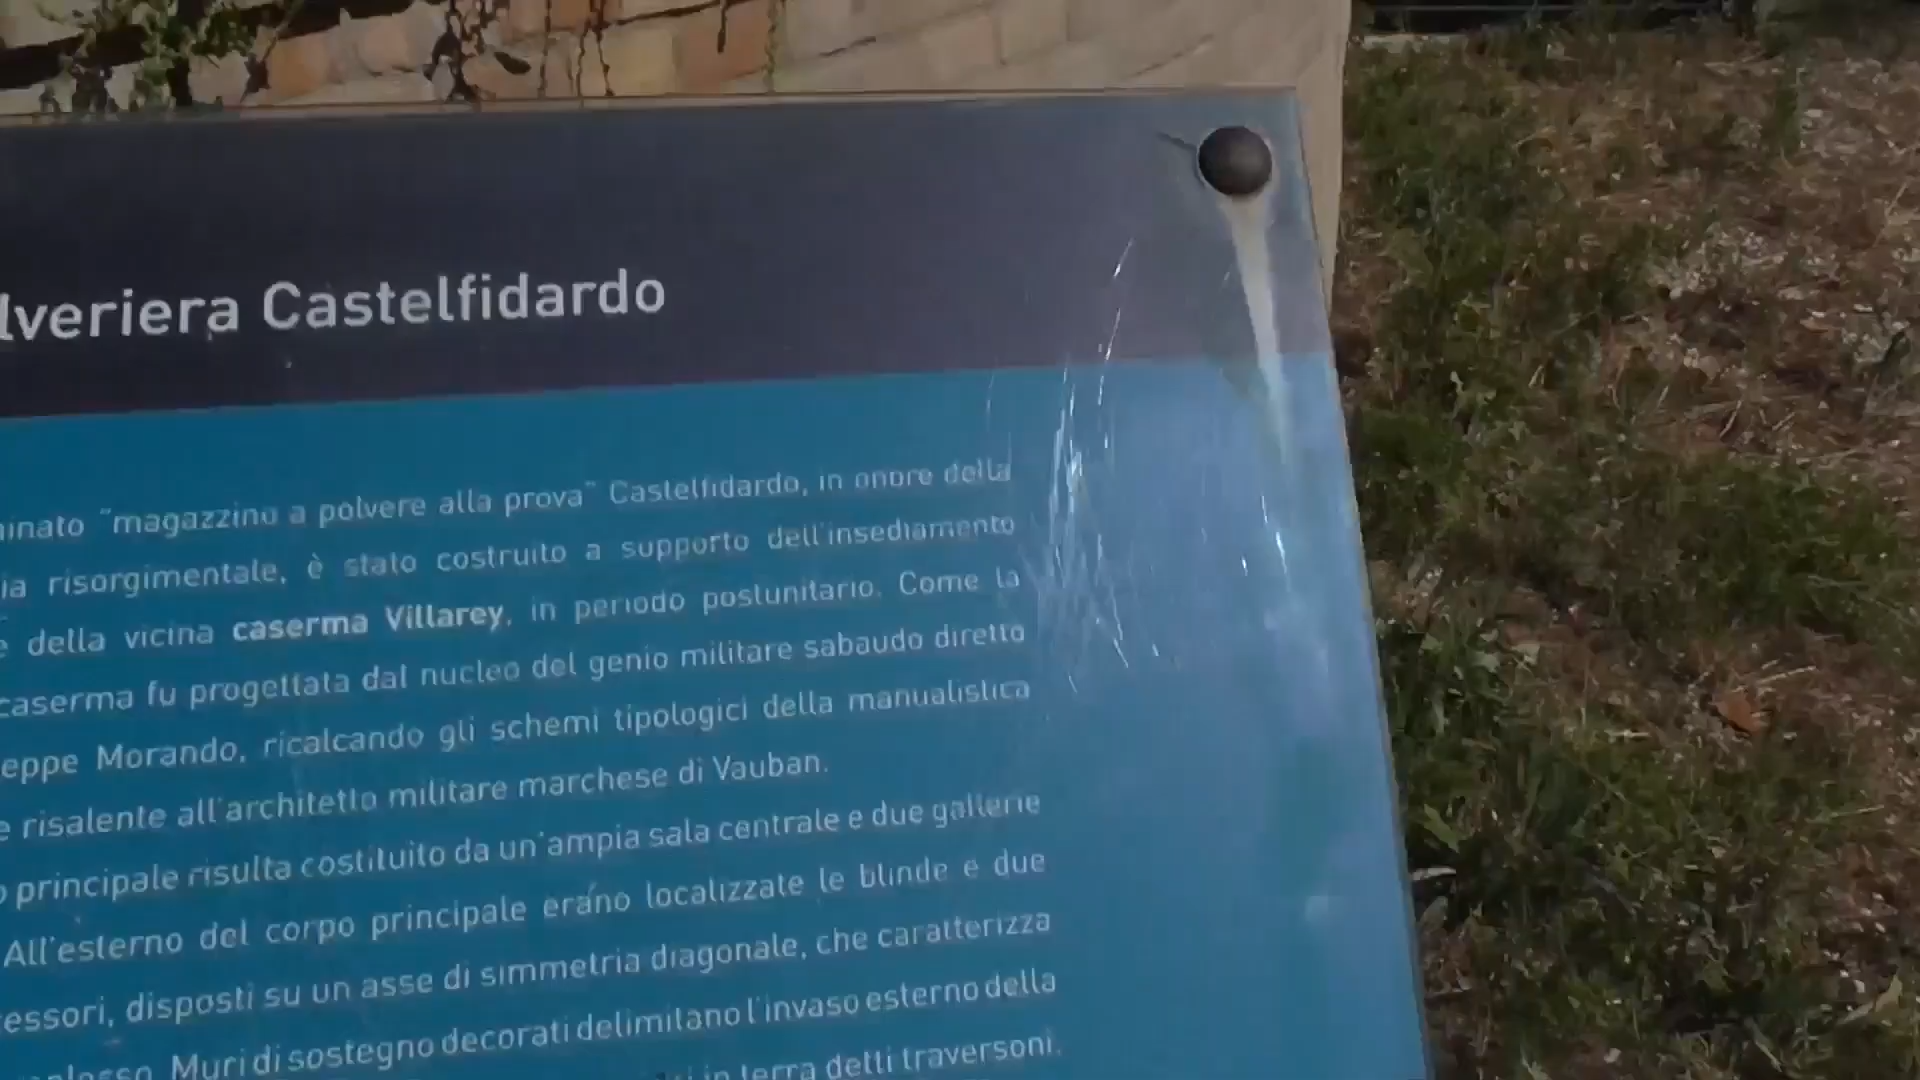 lveriera Castelfidardo
inato "magazzino a polvere alla prova" Castelfidardo, in onore della
ia risorgimentale, è stato costruito a supporto dell'insediamento
e della vicina caserma Villarey, in periodo postunitario. Come la
caserma fu progettata dal nucleo del genio militare sabaudo diretto
eppe Morando, ricalcando gli schemi tipologici della manualistica
e risalente all'architetto militare marchese di Vauban.
o principale risulta costituito da un'ampia sala centrale e due gallerie
All'esterno del corpo principale erano localizzate le blinde e due
essori, disposti su un asse di simmetria diagonale, che caratterizza
plesso. Muri di sostegno decorati delimitano l'invaso esterno della
in terra detti traversoni.